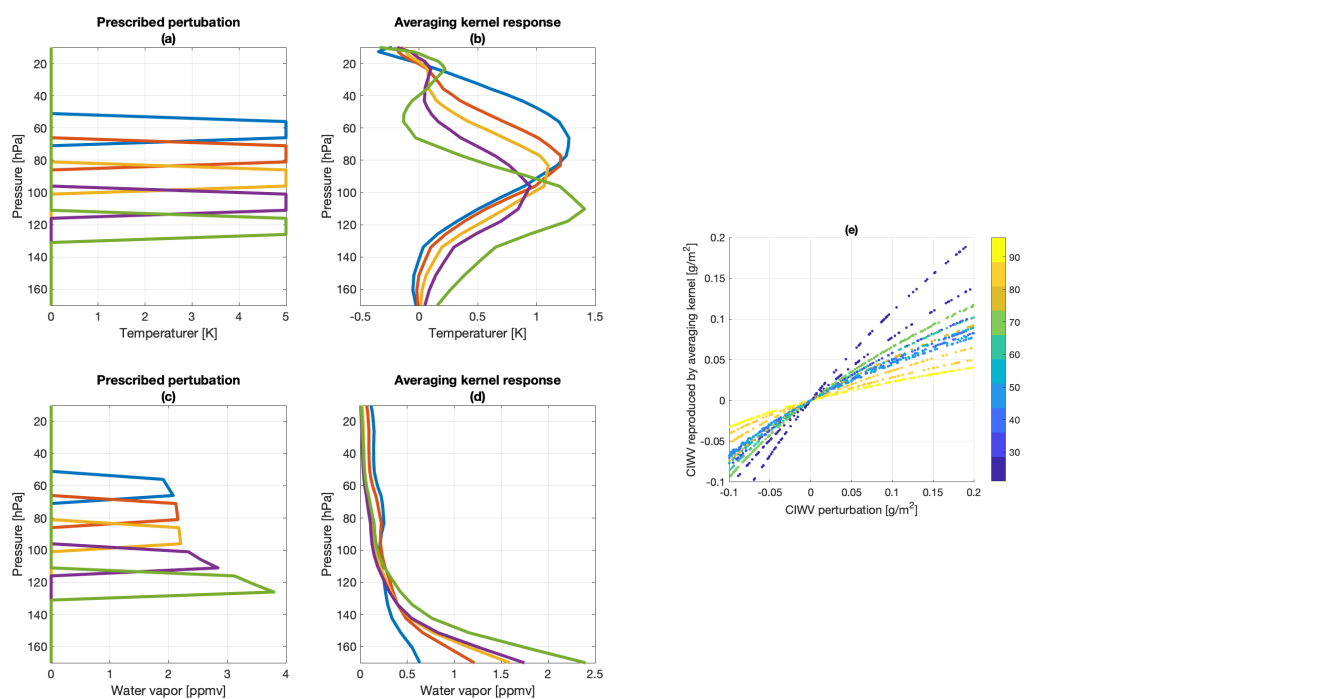 Prescribed pertubation
(a)
20
40
60
80
100
120
140
160
Pressure [hPa]
0 1 2 3 4 5
Temperaturer [K]
Averaging kernel response
(b)
20
40
60
80
100
120
140
160
Pressure [hPa]
-0.5 0 0.5 1 1.5
Temperaturer [K]
Prescribed pertubation
(c)
20
40
60
80
100
120
140
160
Pressure [hPa]
0 1 2 3 4
Water vapor [ppmv]
Averaging kernel response
(d)
20
40
60
80
100
120
140
160
Pressure [hPa]
0 0.5 1 1.5 2 2.5
Water vapor [ppmv]
(e)
0.2
0.15
0.1
0.05
0
-0.05
-0.1
CIWV reproduced by averaging kernel [g/m²]
-0.1 -0.05 0 0.05 0.1 0.15 0.2
CIWV perturbation [g/m²]
90
80
70
60
50
40
30